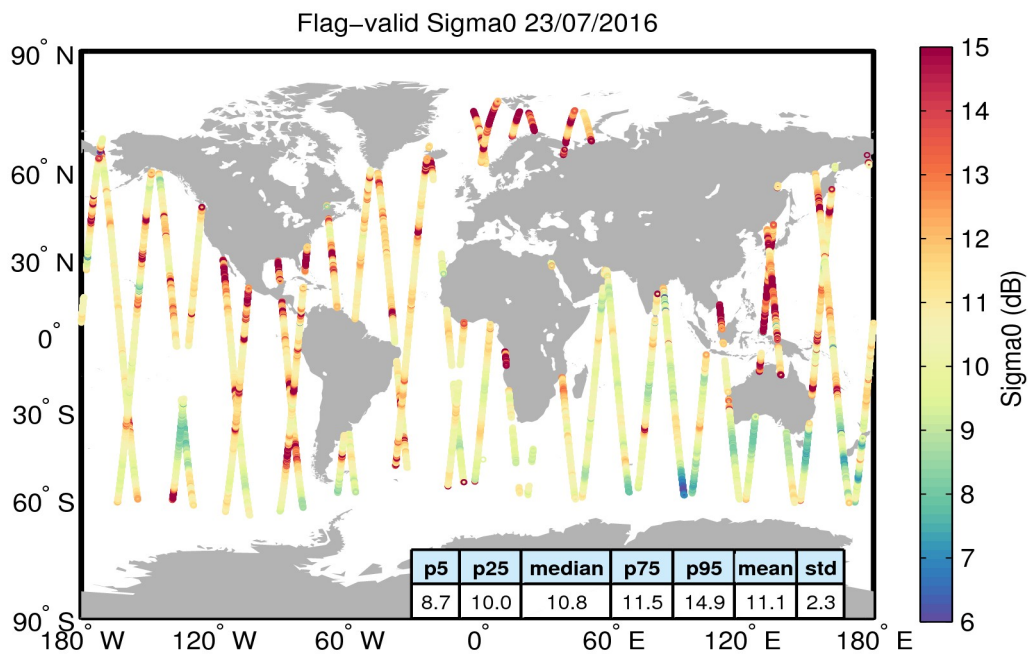 Flag−valid Sigma0 23/07/2016
90° N
60° N
30° N
0°
30° S
60° S
90° S
180° W
120° W
60° W
0°
60° E
120° E
180° E
15
14
13
12
11
10
9
8
7
6
Sigma0 (dB)
p5 p25 median p75 p95 mean std
8.7 10.0 10.8 11.5 14.9 11.1 2.3